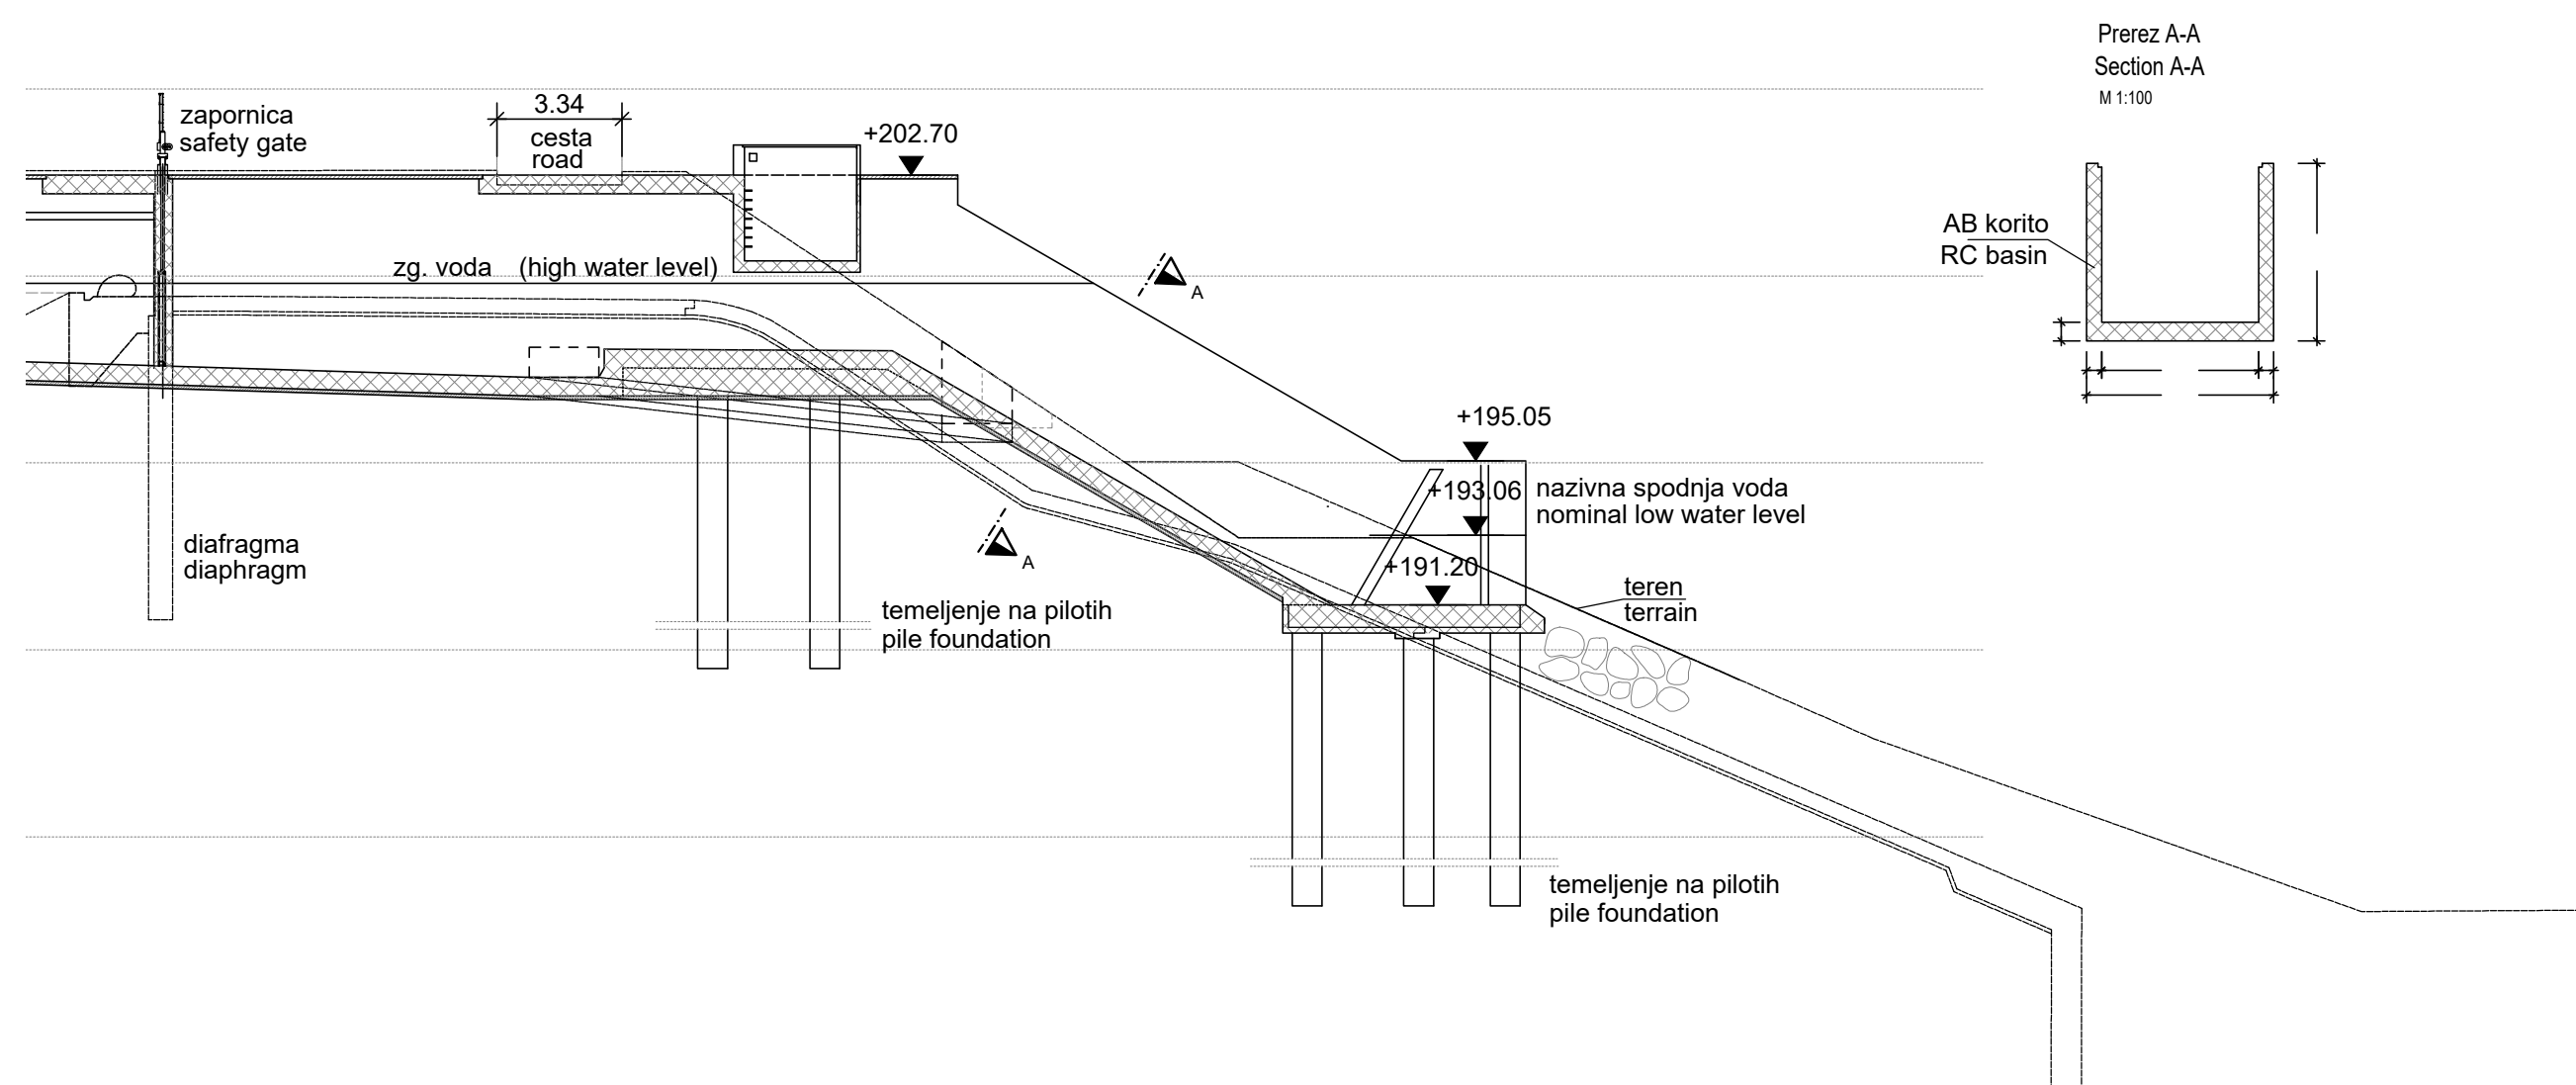 Prerez A-A
Section A-A
M 1:100
zapornica
safety gate
3.34
cesta
road
+202.70
AB korito
RC basin
zg. voda (high water level)
A
+195.05
+193.06
nazivna spodnja voda
nominal low water level
diafragma
diaphragm
A
+191.20
teren
terrain
temeljenje na pilotih
pile foundation
temeljenje na pilotih
pile foundation